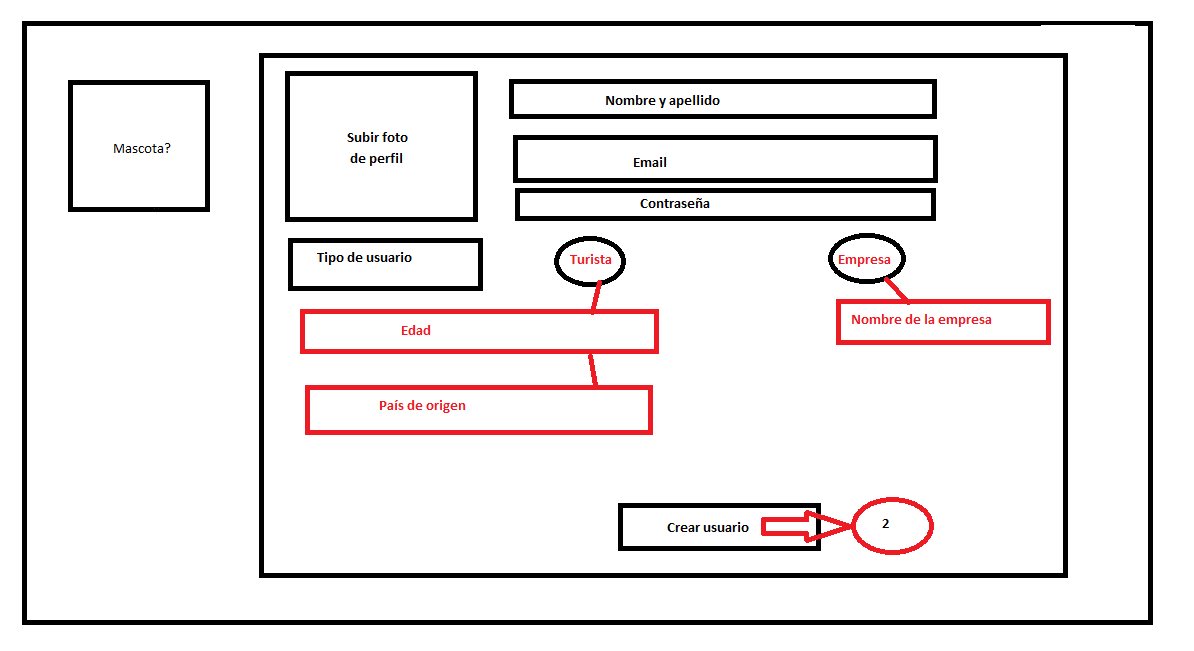 Mascota?
Subir foto
de perfil
Nombre y apellido
Email
Contraseña
Tipo de usuario
Turista
Empresa
Edad
Nombre de la empresa
País de origen
Crear usuario
2